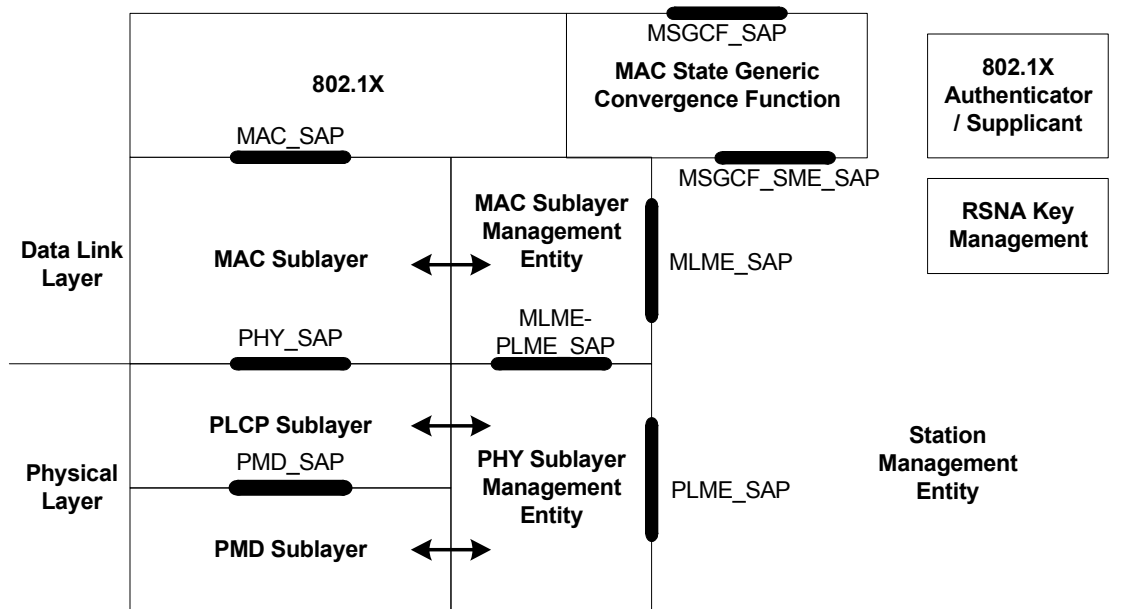 MSGCF_SAP
802.1X
MAC State Generic
Convergence Function
802.1X
Authenticator
/ Supplicant
MAC_SAP
MSGCF_SME_SAP
RSNA Key
Management
Data Link
Layer
MAC Sublayer
MAC Sublayer
Management
Entity
MLME_SAP
PHY_SAP
MLME-
PLME_SAP
Physical
Layer
PLCP Sublayer
PMD_SAP
PMD Sublayer
PHY Sublayer
Management
Entity
PLME_SAP
Station
Management
Entity